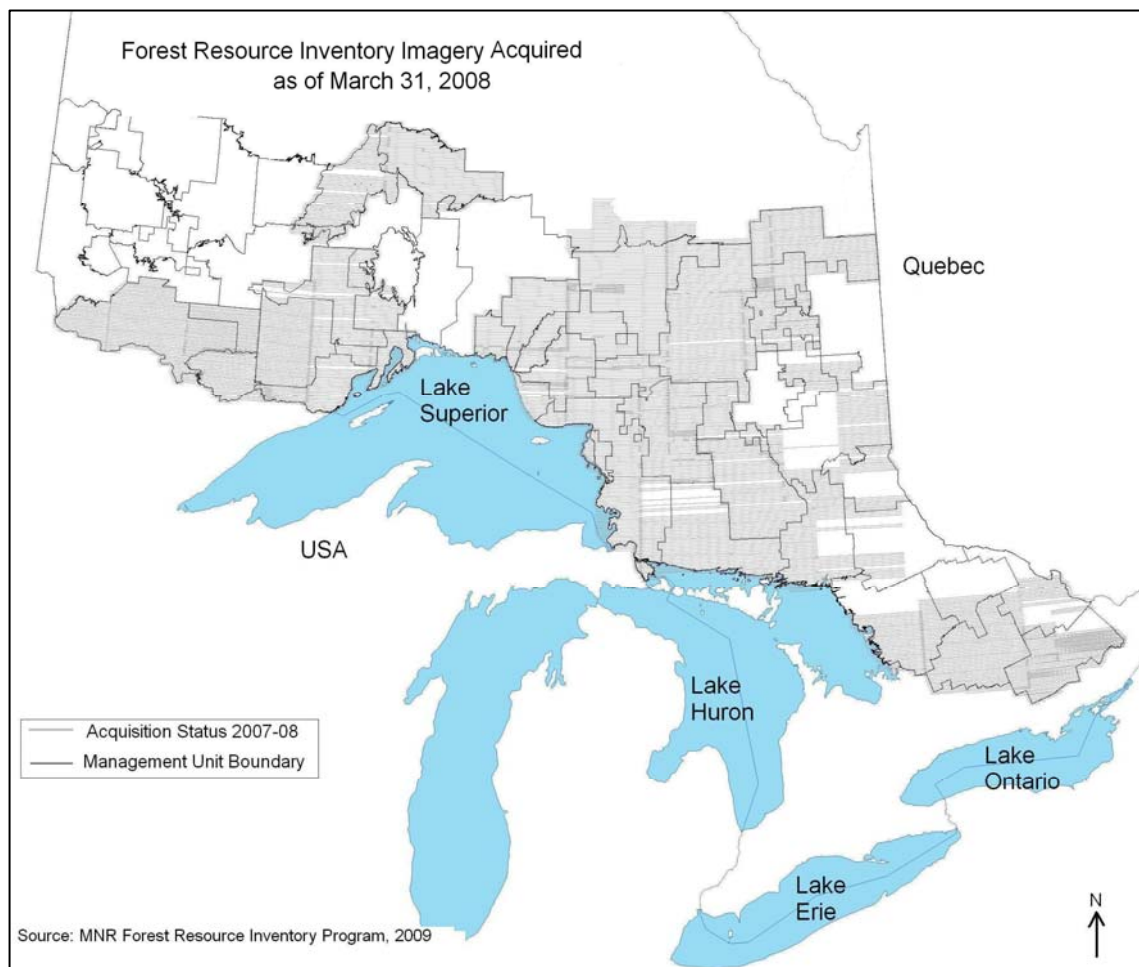 Forest Resource Inventory Imagery Acquired
as of March 31, 2008
Quebec
Lake
Superior
USA
Lake
Huron
Acquisition Status 2007-08
Management Unit Boundary
Lake
Ontario
Lake
Erie
N
Source: MNR Forest Resource Inventory Program, 2009